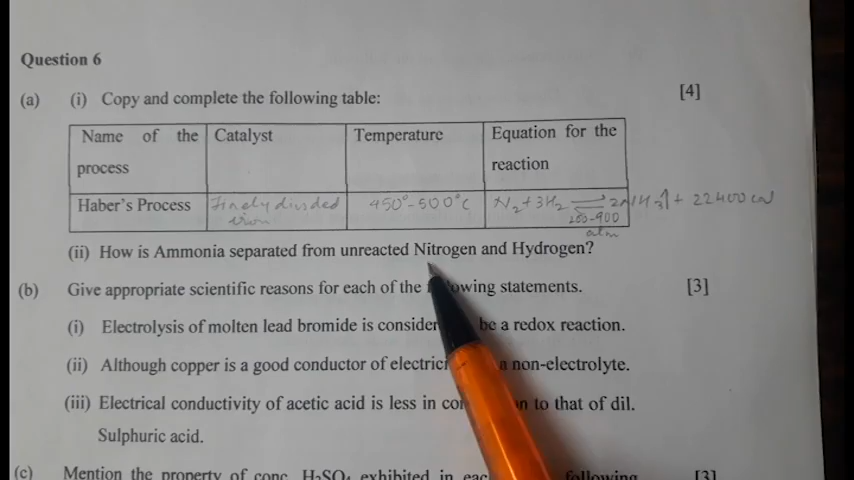 Question 6
(a) (i) Copy and complete the following table: [4]
Name of the process Catalyst Temperature Equation for the reaction
Haber's Process Finely divided iron 450°-500°C N₂+3H₂ ⇌ 2NH₃↑+ 22400 cal
200-900 atm
(ii) How is Ammonia separated from unreacted Nitrogen and Hydrogen?
(b) Give appropriate scientific reasons for each of the following statements. [3]
(i) Electrolysis of molten lead bromide is consider be a redox reaction.
(ii) Although copper is a good conductor of electrici a non-electrolyte.
(iii) Electrical conductivity of acetic acid is less in co on to that of dil.
Sulphuric acid.
(c) Mention the property of conc. H₂SO₄ exhibited in eac following [3]